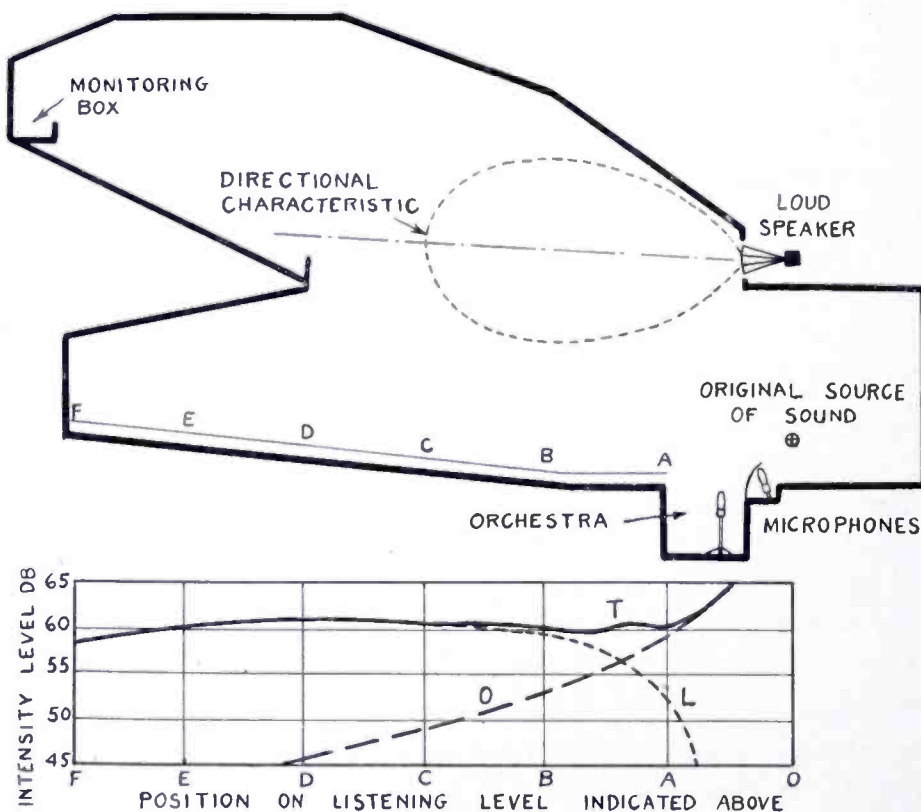 MONITORING
BOX
DIRECTIONAL
CHARACTERISTIC
LOUD
SPEAKER
ORIGINAL SOURCE
OF SOUND
F
E
D
C
B
A
ORCHESTRA
MICROPHONES
INTENSITY LEVEL DB
65
60
55
50
45
T
O
L
F E D C B A O
POSITION ON LISTENING LEVEL INDICATED ABOVE